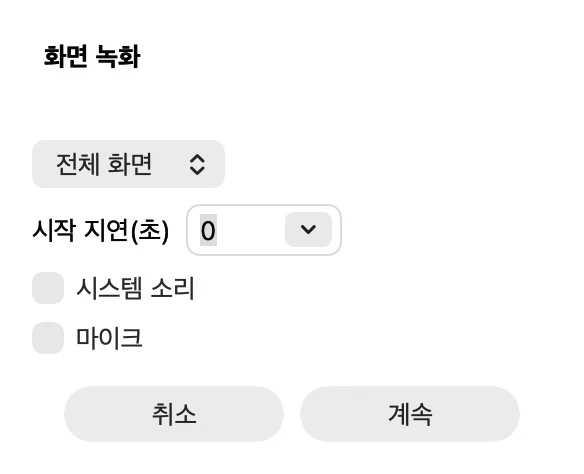 화면 녹화
전체 화면
시작 지연(초) 0
시스템 소리
마이크
취소 계속